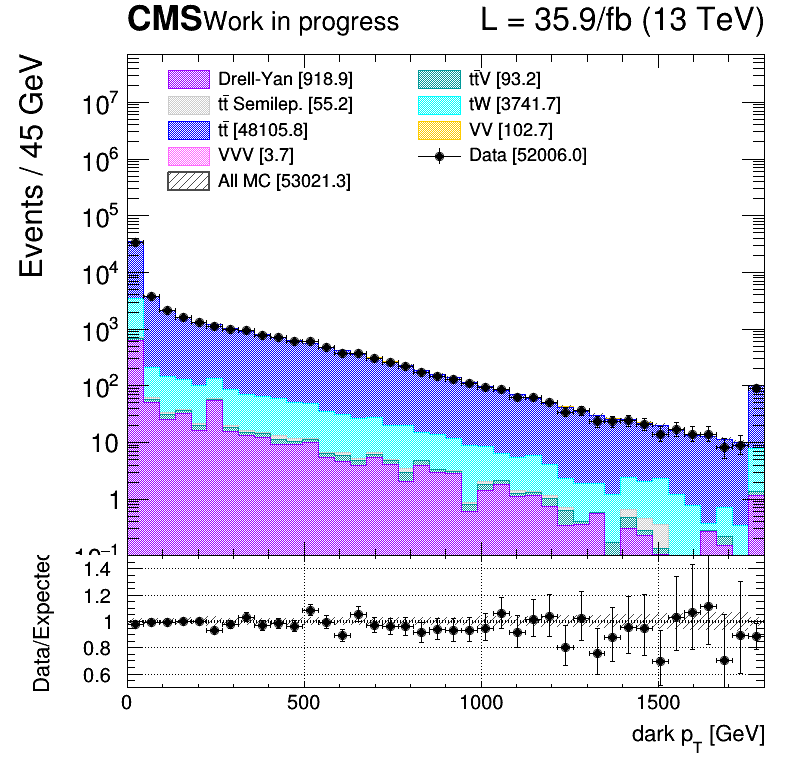 CMS Work in progress L = 35.9/fb (13 TeV)
Events / 45 GeV
Drell-Yan [918.9]
tt̄V [93.2]
tt̄ Semilep. [55.2]
tW [3741.7]
tt̄ [48105.8]
VV [102.7]
VVV [3.7]
Data [52006.0]
All MC [53021.3]
10⁷
10⁶
10⁵
10⁴
10³
10²
10
1
10⁻¹
Data/Expected
1.4
1.2
1
0.8
0.6
0 500 1000 1500
dark p_T [GeV]